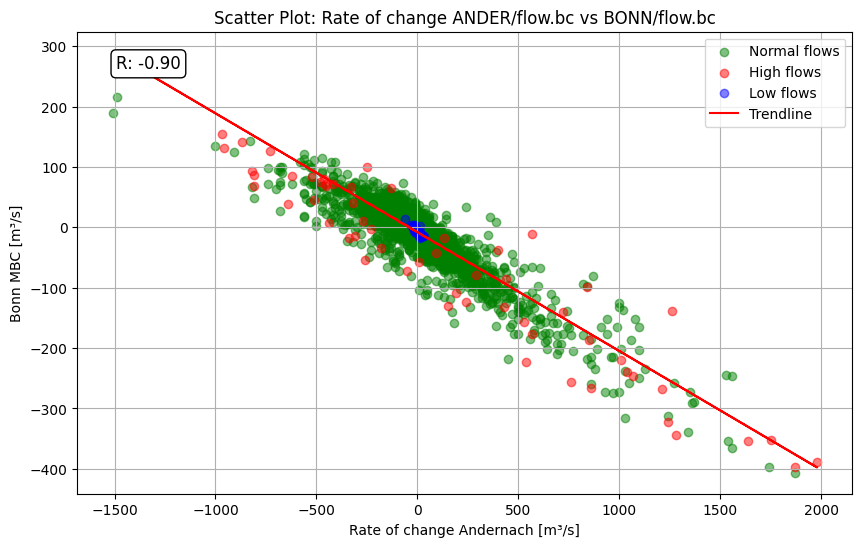 Scatter Plot: Rate of change ANDER/flow.bc vs BONN/flow.bc
R: -0.90
Normal flows
High flows
Low flows
Trendline
Bonn MBC [m³/s]
300
200
100
0
−100
−200
−300
−400
−1500
−1000
−500
0
500
1000
1500
2000
Rate of change Andernach [m³/s]